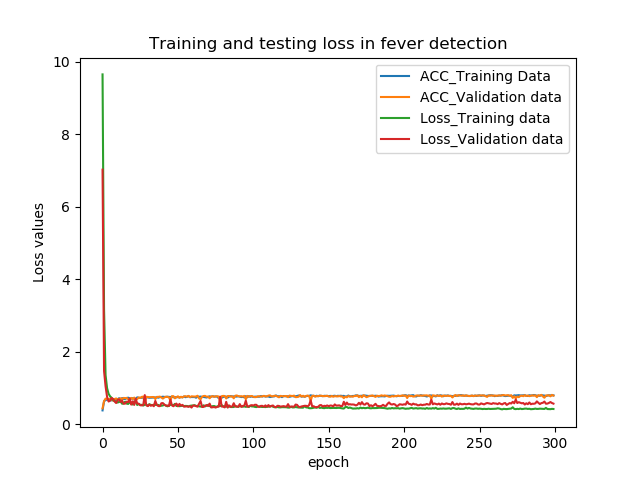 Training and testing loss in fever detection
ACC_Training Data
ACC_Validation data
Loss_Training data
Loss_Validation data
Loss values
10
8
6
4
2
0
0 50 100 150 200 250 300
epoch